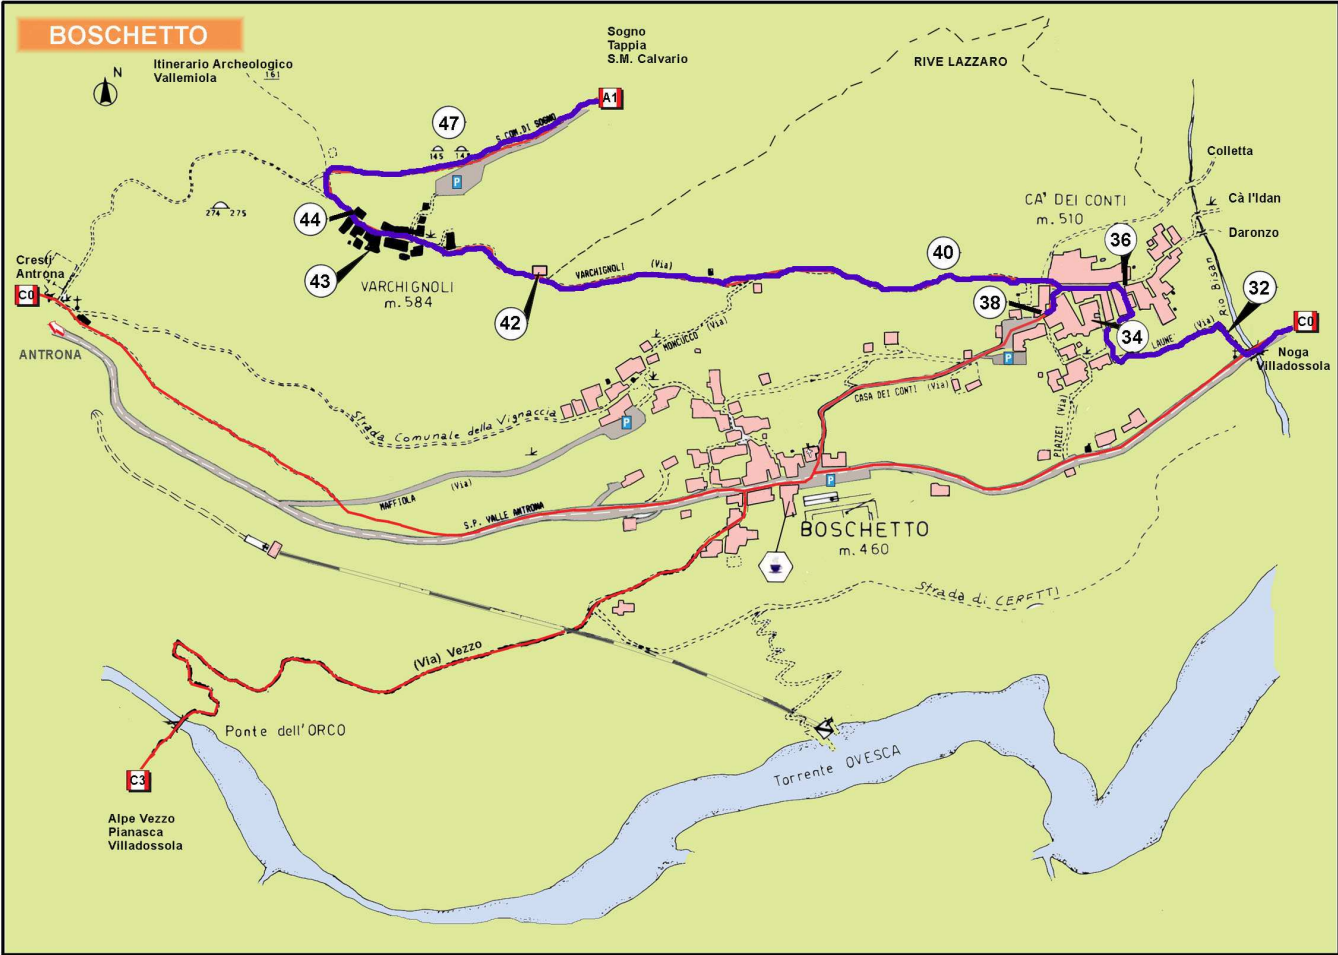 BOSCHETTO
N
Itinerario Archeologico
Vallemiola
161
Sogno
Tappia
S.M. Calvario
A1
RIVE LAZZARO
47
S.COM. DI SOGNO
145
P
Colletta
274 275
44
CA' DEI CONTI
m. 510
Cà l'Idan
Daronzo
36
40
43
VARCHIGNOLI
m. 584
VARCHIGNOLI (Via)
42
38
34
32
Rio Bisan
LAUNE' (Via)
C0
Noga
Villadossola
Cresti
Antrona
C0
ANTRONA
MONCUCCO (Via)
P
CASA DEI CONTI (Via)
PIAZZEI (Via)
Strada Comunale della Vignaccia
P
MAFFIOLA (Via)
S.P. VALLE ANTRONA
P
BOSCHETTO
m. 460
Strada di CERETTI
(Via) Vezzo
Ponte dell'ORCO
Torrente OVESCA
C3
Alpe Vezzo
Pianasca
Villadossola